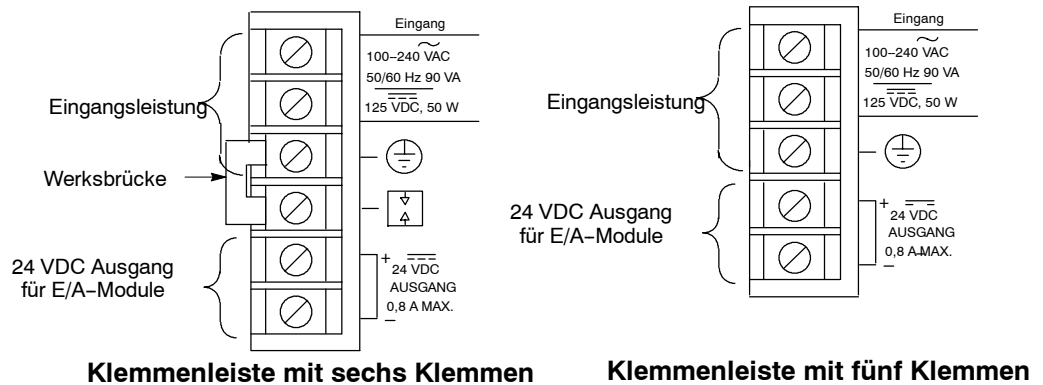 Eingang
100–240 VAC
50/60 Hz 90 VA
125 VDC, 50 W
Eingangsleistung
Werksbrücke
24 VDC Ausgang
für E/A–Module
+
24 VDC
AUSGANG
0,8 A MAX.
–
Klemmenleiste mit sechs Klemmen
Eingang
100–240 VAC
50/60 Hz 90 VA
125 VDC, 50 W
Eingangsleistung
24 VDC Ausgang
für E/A–Module
+
24 VDC
AUSGANG
0,8 A MAX.
–
Klemmenleiste mit fünf Klemmen